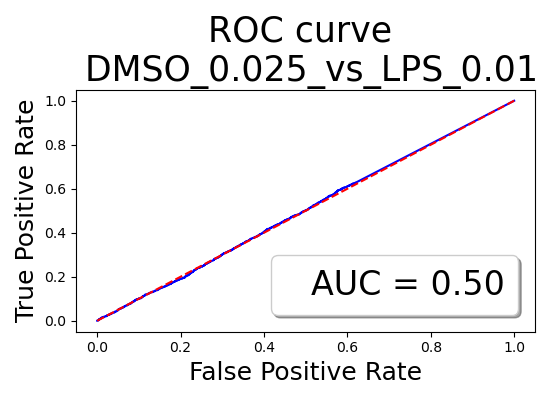 ROC curve
DMSO_0.025_vs_LPS_0.01
True Positive Rate
1.0
0.8
0.6
0.4
0.2
0.0
AUC = 0.50
0.0 0.2 0.4 0.6 0.8 1.0
False Positive Rate